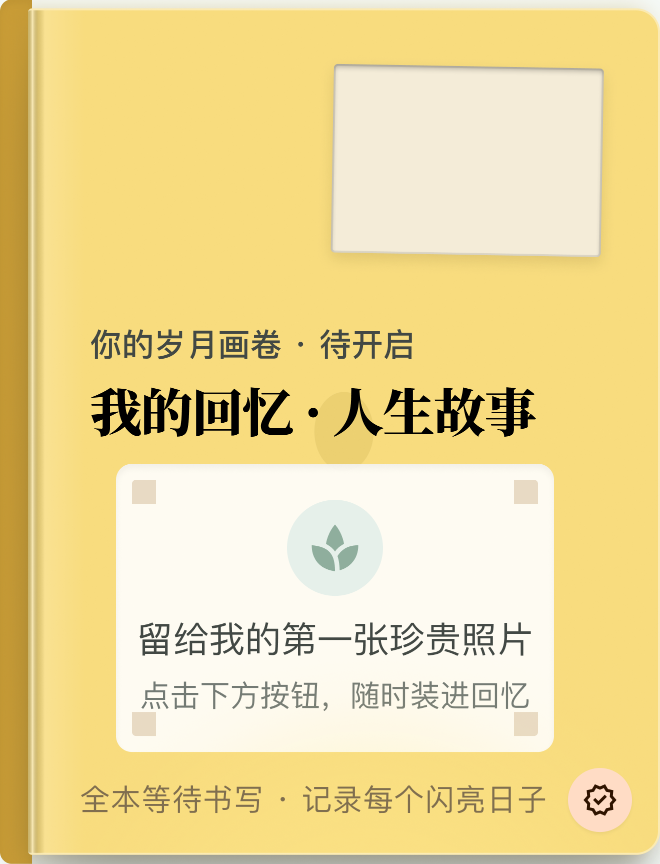 你的岁月画卷 · 待开启
我的回忆 · 人生故事
留给我的第一张珍贵照片
点击下方按钮，随时装进回忆
全本等待书写 · 记录每个闪亮日子